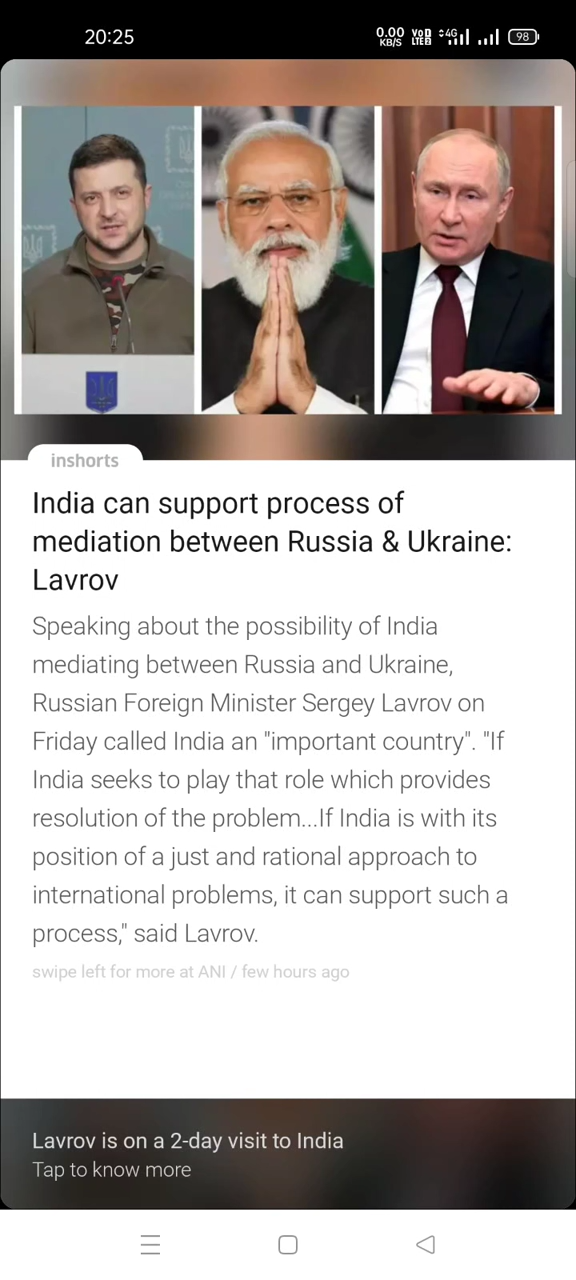 20:25
0.00 KB/S VoD LTE2 4G 98
inshorts
India can support process of
mediation between Russia & Ukraine:
Lavrov
Speaking about the possibility of India
mediating between Russia and Ukraine,
Russian Foreign Minister Sergey Lavrov on
Friday called India an "important country". "If
India seeks to play that role which provides
resolution of the problem...If India is with its
position of a just and rational approach to
international problems, it can support such a
process," said Lavrov.
swipe left for more at ANI / few hours ago
Lavrov is on a 2-day visit to India
Tap to know more